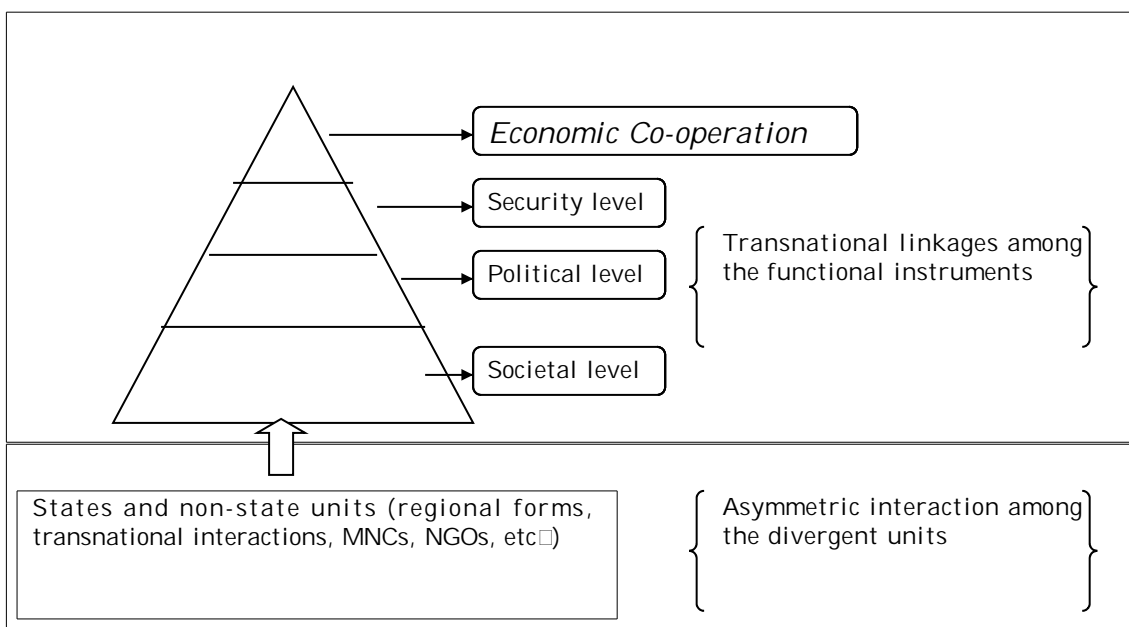 Economic Co-operation
Security level
Political level
Transnational linkages among
the functional instruments
Societal level
States and non-state units (regional forms,
transnational interactions, MNCs, NGOs, etc□)
Asymmetric interaction among
the divergent units